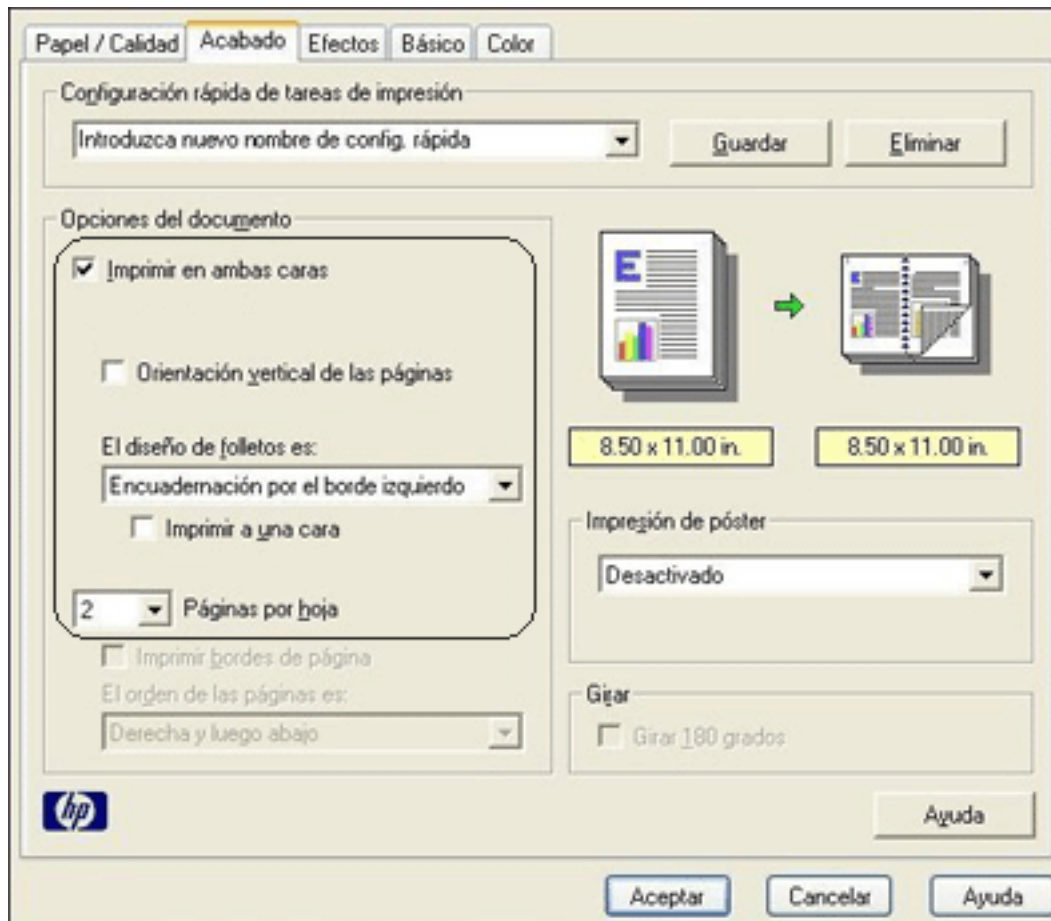 Papel / Calidad Acabado Efectos Básico Color
Configuración rápida de tareas de impresión
Introduzca nuevo nombre de config. rápida Guardar Eliminar
Opciones del documento
Imprimir en ambas caras
Orientación vertical de las páginas
El diseño de folletos es:
Encuadernación por el borde izquierdo
Imprimir a una cara
2 Páginas por hoja
Imprimir bordes de página
El orden de las páginas es:
Derecha y luego abajo
E
8.50 x 11.00 in. 8.50 x 11.00 in.
Impresión de póster
Desactivado
Girar
Girar 180 grados
hp
Ayuda
Aceptar Cancelar Ayuda